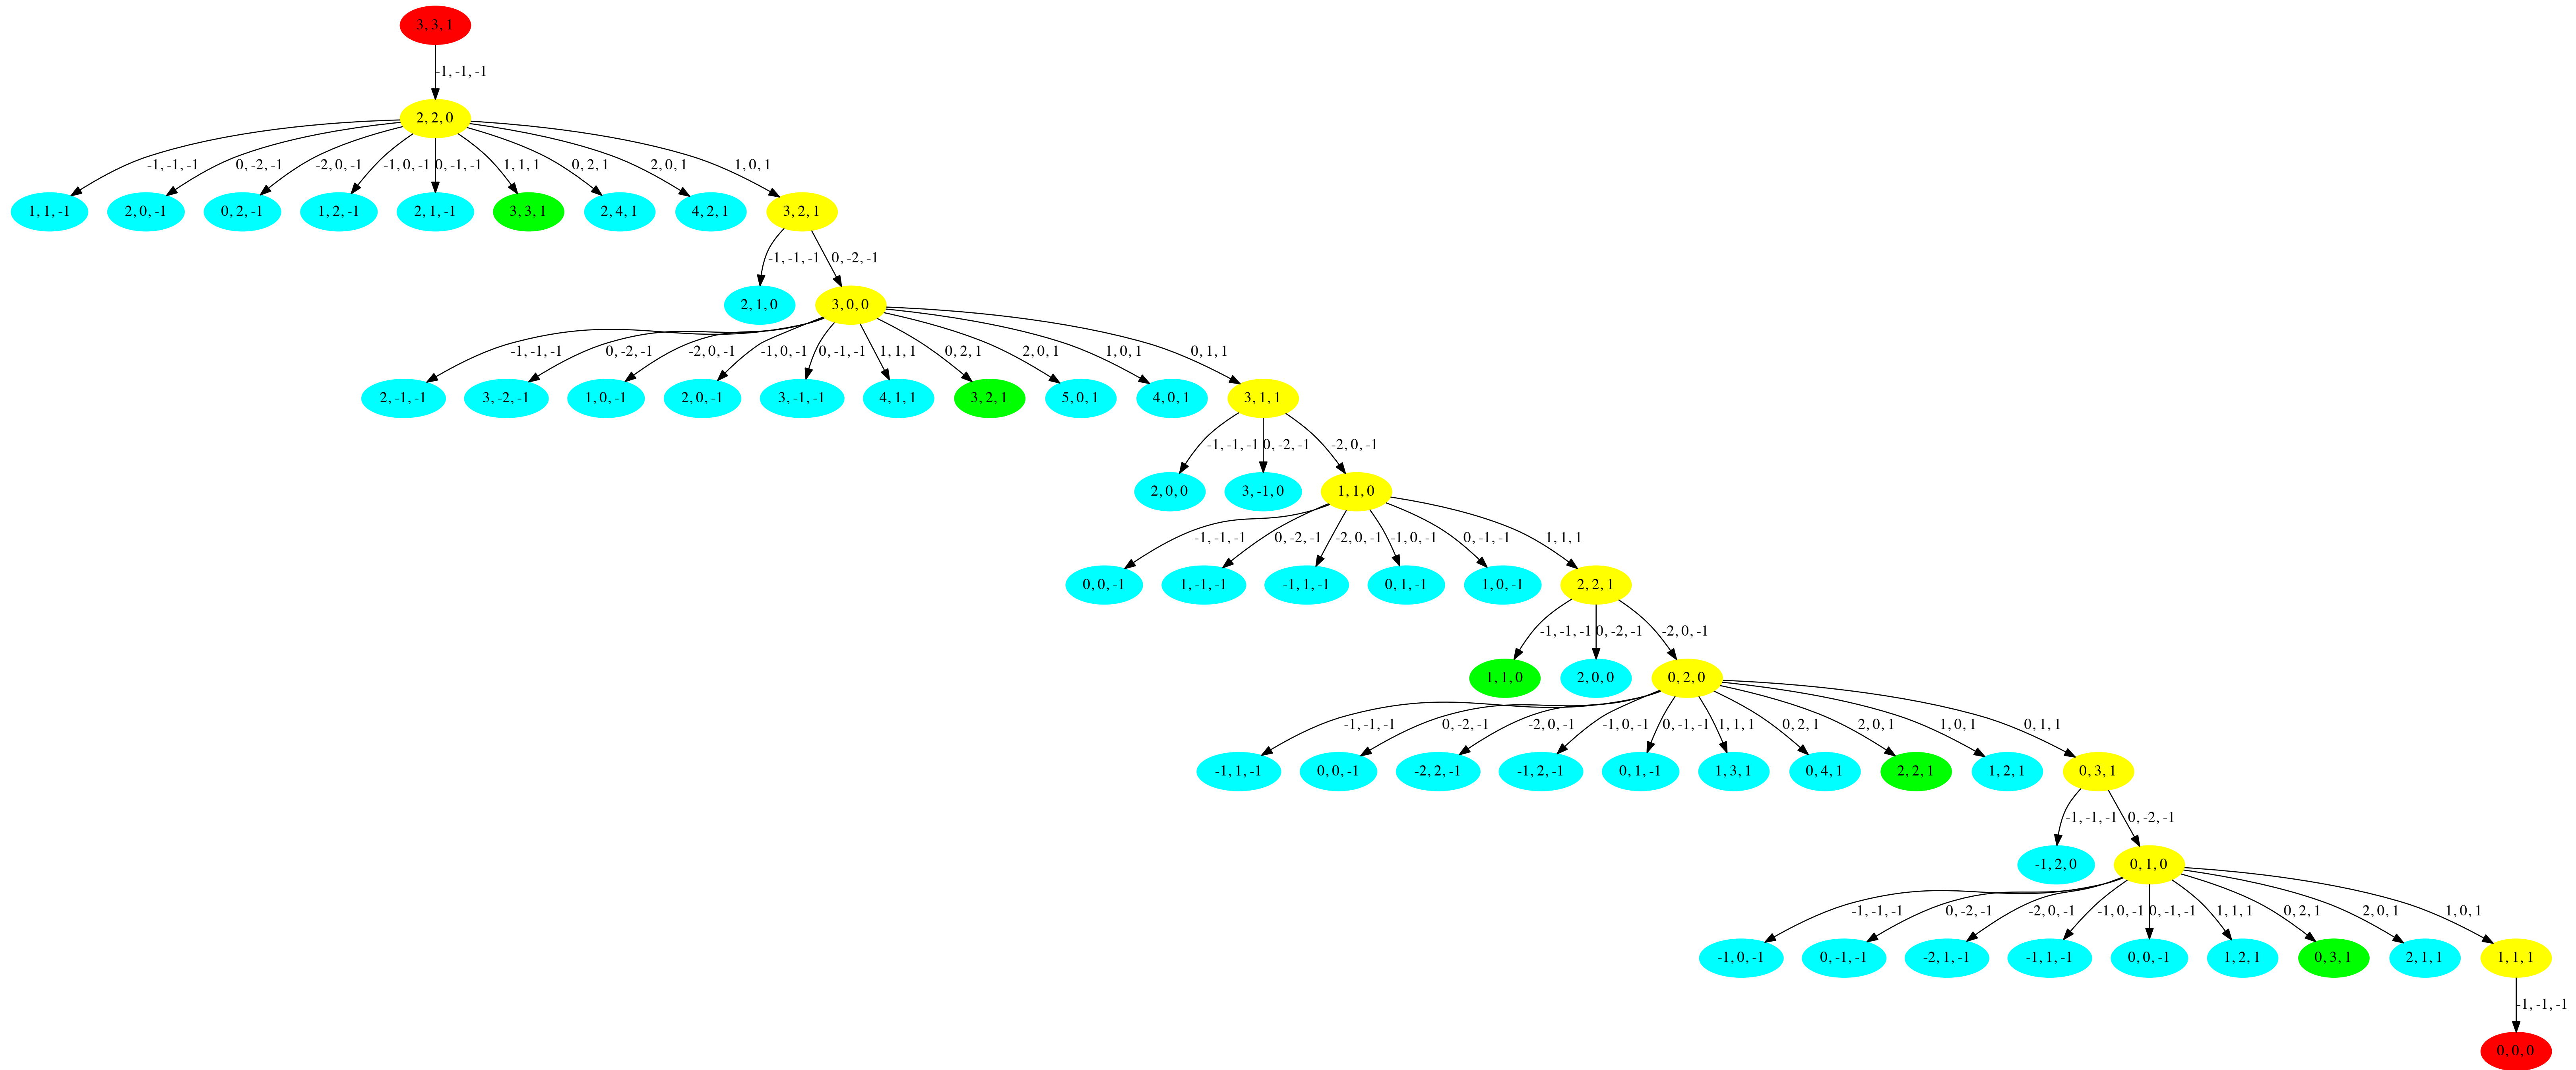 3, 3, 1
-1, -1, -1
2, 2, 0
-1, -1, -1
0, -2, -1
-2, 0, -1
-1, 0, -1
0, -1, -1
1, 1, 1
0, 2, 1
2, 0, 1
1, 0, 1
1, 1, -1
2, 0, -1
0, 2, -1
1, 2, -1
2, 1, -1
3, 3, 1
2, 4, 1
4, 2, 1
3, 2, 1
-1, -1, -1
0, -2, -1
2, 1, 0
3, 0, 0
-1, -1, -1
0, -2, -1
-2, 0, -1
-1, 0, -1
0, -1, -1
1, 1, 1
0, 2, 1
2, 0, 1
1, 0, 1
0, 1, 1
2, -1, -1
3, -2, -1
1, 0, -1
2, 0, -1
3, -1, -1
4, 1, 1
3, 2, 1
5, 0, 1
4, 0, 1
3, 1, 1
-1, -1, -1
0, -2, -1
-2, 0, -1
2, 0, 0
3, -1, 0
1, 1, 0
-1, -1, -1
0, -2, -1
-2, 0, -1
-1, 0, -1
0, -1, -1
1, 1, 1
0, 0, -1
1, -1, -1
-1, 1, -1
0, 1, -1
1, 0, -1
2, 2, 1
-1, -1, -1
0, -2, -1
-2, 0, -1
1, 1, 0
2, 0, 0
0, 2, 0
-1, -1, -1
0, -2, -1
-2, 0, -1
-1, 0, -1
0, -1, -1
1, 1, 1
0, 2, 1
2, 0, 1
1, 0, 1
0, 1, 1
-1, 1, -1
0, 0, -1
-2, 2, -1
-1, 2, -1
0, 1, -1
1, 3, 1
0, 4, 1
2, 2, 1
1, 2, 1
0, 3, 1
-1, -1, -1
0, -2, -1
-1, 2, 0
0, 1, 0
-1, -1, -1
0, -2, -1
-2, 0, -1
-1, 0, -1
0, -1, -1
1, 1, 1
0, 2, 1
2, 0, 1
1, 0, 1
-1, 0, -1
0, -1, -1
-2, 1, -1
-1, 1, -1
0, 0, -1
1, 2, 1
0, 3, 1
2, 1, 1
1, 1, 1
-1, -1, -1
0, 0, 0